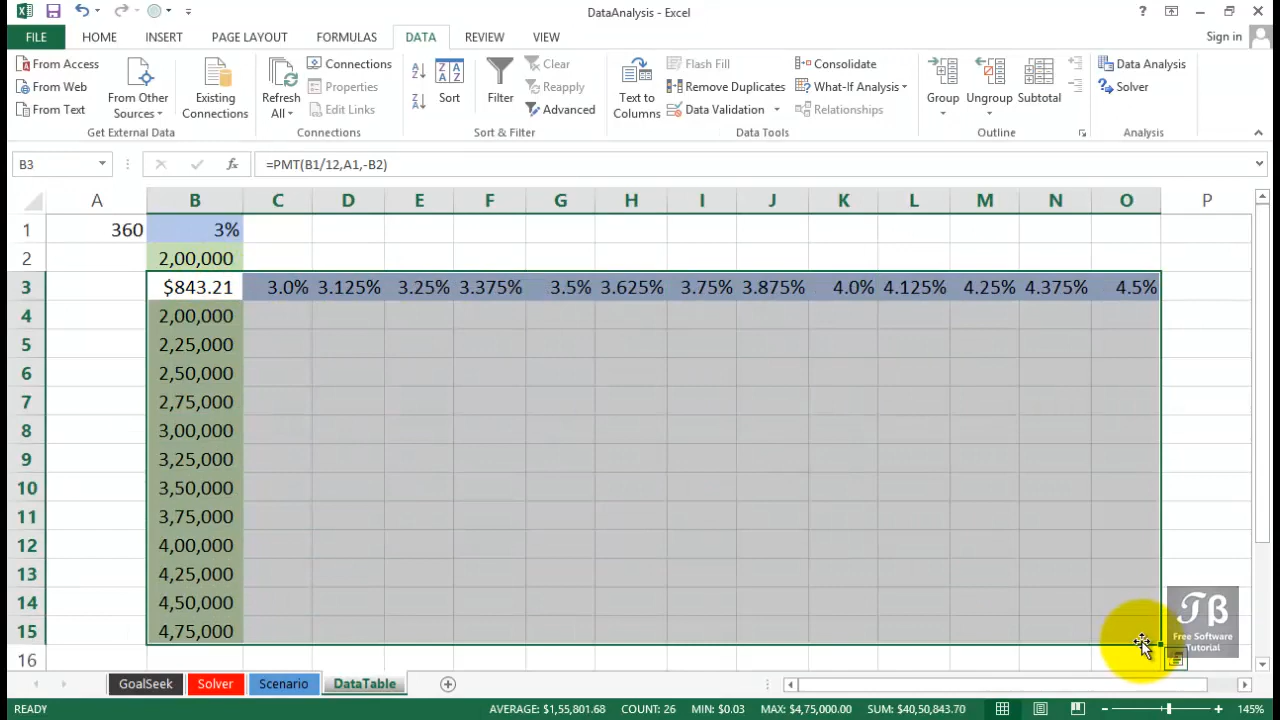 DataAnalysis - Excel
FILE HOME INSERT PAGE LAYOUT FORMULAS DATA REVIEW VIEW Sign in
From Access
From Web
From Text
From Other Sources
Existing Connections
Get External Data
Refresh All
Connections
Properties
Edit Links
Connections
Sort
Filter
Clear
Reapply
Advanced
Sort & Filter
Text to Columns
Flash Fill
Remove Duplicates
Data Validation
Consolidate
What-If Analysis
Relationships
Data Tools
Group
Ungroup
Subtotal
Outline
Data Analysis
Solver
Analysis
B3 fx =PMT(B1/12,A1,-B2)
A B C D E F G H I J K L M N O P
1 360 3%
2 2,00,000
3 $843.21 3.0% 3.125% 3.25% 3.375% 3.5% 3.625% 3.75% 3.875% 4.0% 4.125% 4.25% 4.375% 4.5%
4 2,00,000
5 2,25,000
6 2,50,000
7 2,75,000
8 3,00,000
9 3,25,000
10 3,50,000
11 3,75,000
12 4,00,000
13 4,25,000
14 4,50,000
15 4,75,000
16
TB
Free Software
Tutorial
GoalSeek Solver Scenario DataTable
READY AVERAGE: $1,55,801.68 COUNT: 26 MIN: $0.03 MAX: $4,75,000.00 SUM: $40,50,843.70 145%